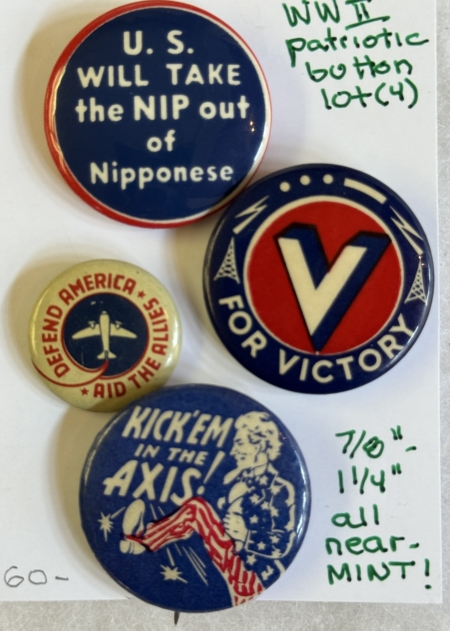 WW II
patriotic
button
lot (4)
U. S.
WILL TAKE
the NIP out
of
Nipponese
V
FOR VICTORY
DEFEND AMERICA ★
★ AID THE ALLIES
KICK'EM
IN THE
AXIS!
7/8" -
1 1/4"
all
near-
MINT!
60-